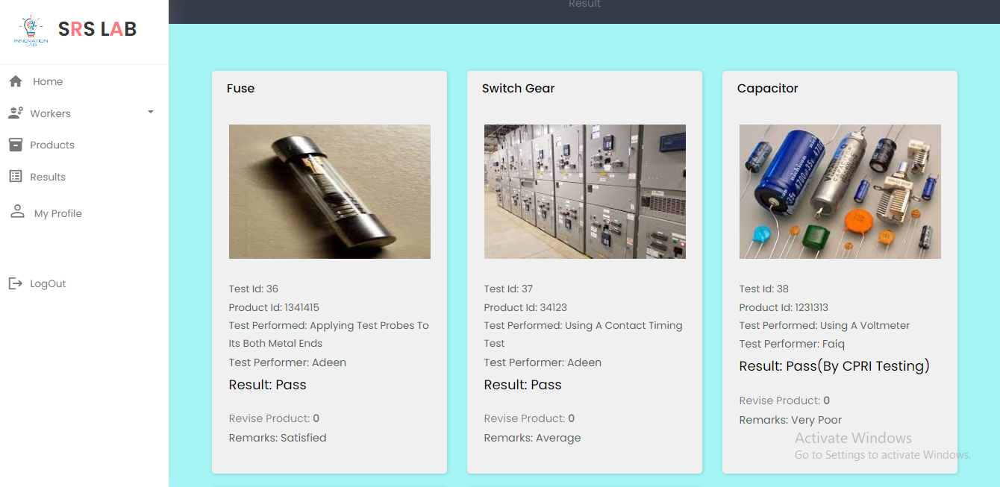 Result
INNOVATION
LAB
SRS LAB
Home
Workers
Products
Results
My Profile
LogOut
Fuse
Test Id: 36
Product Id: 1341415
Test Performed: Applying Test Probes To
Its Both Metal Ends
Test Performer: Adeen
Result: Pass
Revise Product: 0
Remarks: Satisfied
Switch Gear
Test Id: 37
Product Id: 34123
Test Performed: Using A Contact Timing
Test
Test Performer: Adeen
Result: Pass
Revise Product: 0
Remarks: Average
Capacitor
nichicon
Test Id: 38
Product Id: 1231313
Test Performed: Using A Voltmeter
Test Performer: Faiq
Result: Pass(By CPRI Testing)
Revise Product: 0
Remarks: Very Poor
Activate Windows
Go to Settings to activate Windows.